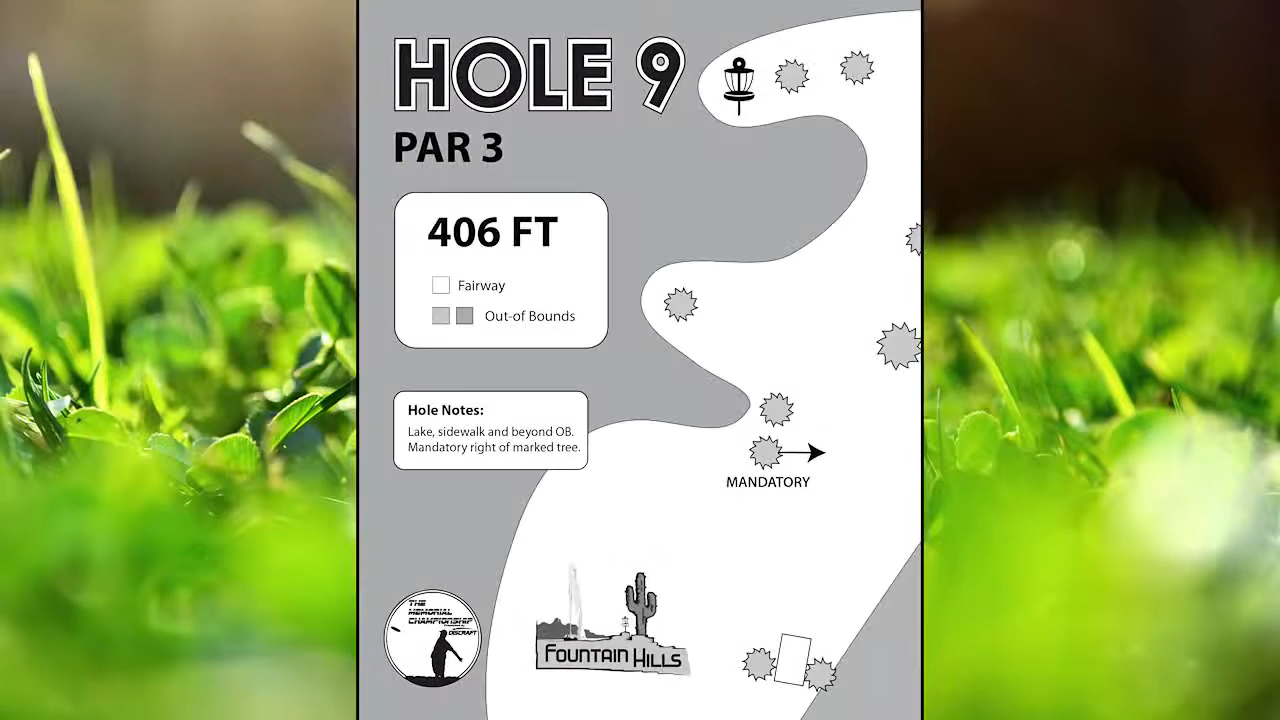 HOLE 9
PAR 3
406 FT
Fairway
Out-of Bounds
Hole Notes:
Lake, sidewalk and beyond OB.
Mandatory right of marked tree.
MANDATORY
THE
MEMORIAL
CHAMPIONSHIP
DISCRAFT
FOUNTAIN HILLS